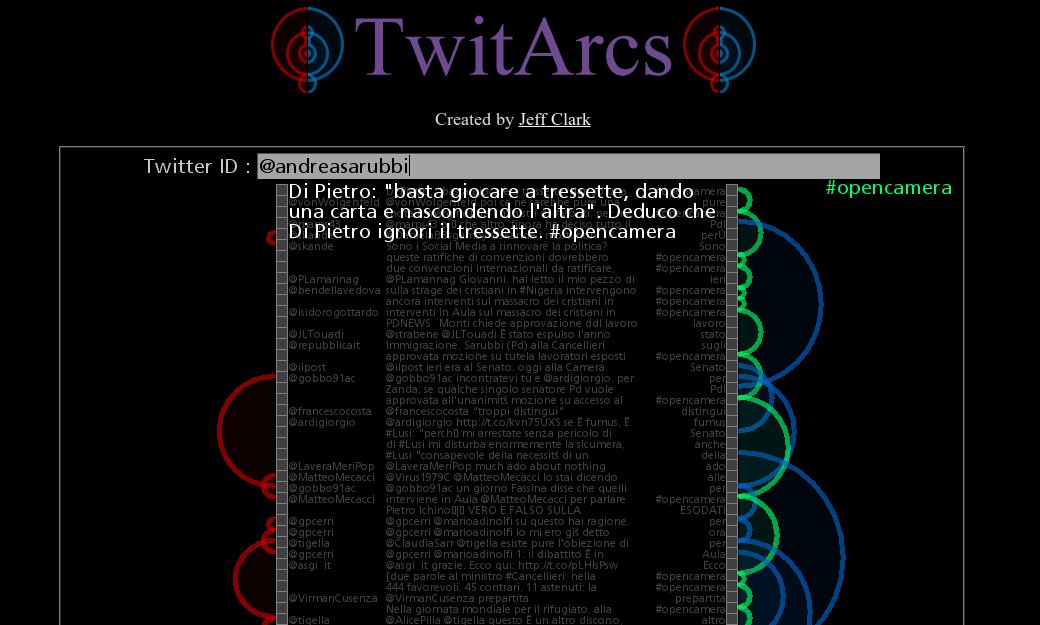 TwitArcs
Created by Jeff Clark
Twitter ID : @andreasarubbi
#opencamera
Di Pietro: "basta giocare a tressette, dando
una carta e nascondendo l'altra". Deduco che
Di Pietro ignori il tressette. #opencamera
@skande Sono i Social Media a rinnovare la politica? Sono
queste ratifiche di convenzioni dovrebbero #opencamera
due convenzioni internazionali da ratificare, #opencamera
@PLamannag @PLamannag Giovanni, hai letto il mio pezzo di ieri
@bendellavedova sulla strage dei cristiani in #Nigeria intervengono #opencamera
ancora interventi sul massacro dei cristiani in #opencamera
@isidorogottardo interventi in Aula sul massacro dei cristiani in #opencamera
PDNEWS Monti chiede approvazione ddl lavoro lavoro
@JLTouadi @strabene @JLTouadi È stato espulso l'anno stato
@repubblicait Immigrazione, Sarubbi (Pd) alla Cancellieri sugli
approvata mozione su tutela lavoratori esposti #opencamera
@ilpost @ilpost ieri era al Senato, oggi alla Camera. Senato
@gobbo91ac @gobbo91ac incontratevi tu e @ardigiorgio, per per
Zanda: se qualche singolo senatore Pd vuole Pdl
approvata all'unanimit mozione su accesso al #opencamera
@francescocosta @francescocosta "troppi distingui" distingui
@ardigiorgio @ardigiorgio http://t.co/kvn75UXS se È fumus, È fumus
#Lusi: "perch mi arrestate senza pericolo di Senato
di #Lusi mi disturba enormemente la sicumera, anche
#Lusi "consapevole della necessit di un della
@LaveraMeriPop @LaveraMeriPop much ado about nothing ado
@MatteoMecacci @Virus1979C @MatteoMecacci lo stai dicendo alle
@gobbo91ac @gobbo91ac un giorno Fassina disse che quelli per
@MatteoMecacci interviene in Aula @MatteoMecacci per parlare #opencamera
Pietro Ichino VERO E FALSO SULLA ESODATI
@gpcerri @gpcerri @marioadinolfi su questo hai ragione. per
@gpcerri @gpcerri @marioadinolfi io mi ero gi detto ora
@tigella @ClaudiaSarr @tigella esiste pure l'obiezione di per
@gpcerri @gpcerri @marioadinolfi 1. il dibattito È in Aula
@asgi_it @asgi_it grazie. Ecco qui: http://t.co/pLHlsPsw Ecco
[due parole al ministro #Cancellieri, nella #opencamera
444 favorevoli, 45 contrari, 11 astenuti: la #opencamera
@VirmanCusenza @VirmanCusenza prepartita prepartita
Nella giornata mondiale per il rifugiato, alla #opencamera
@tigella @AlicePilia @tigella questo È un altro discorso. altro